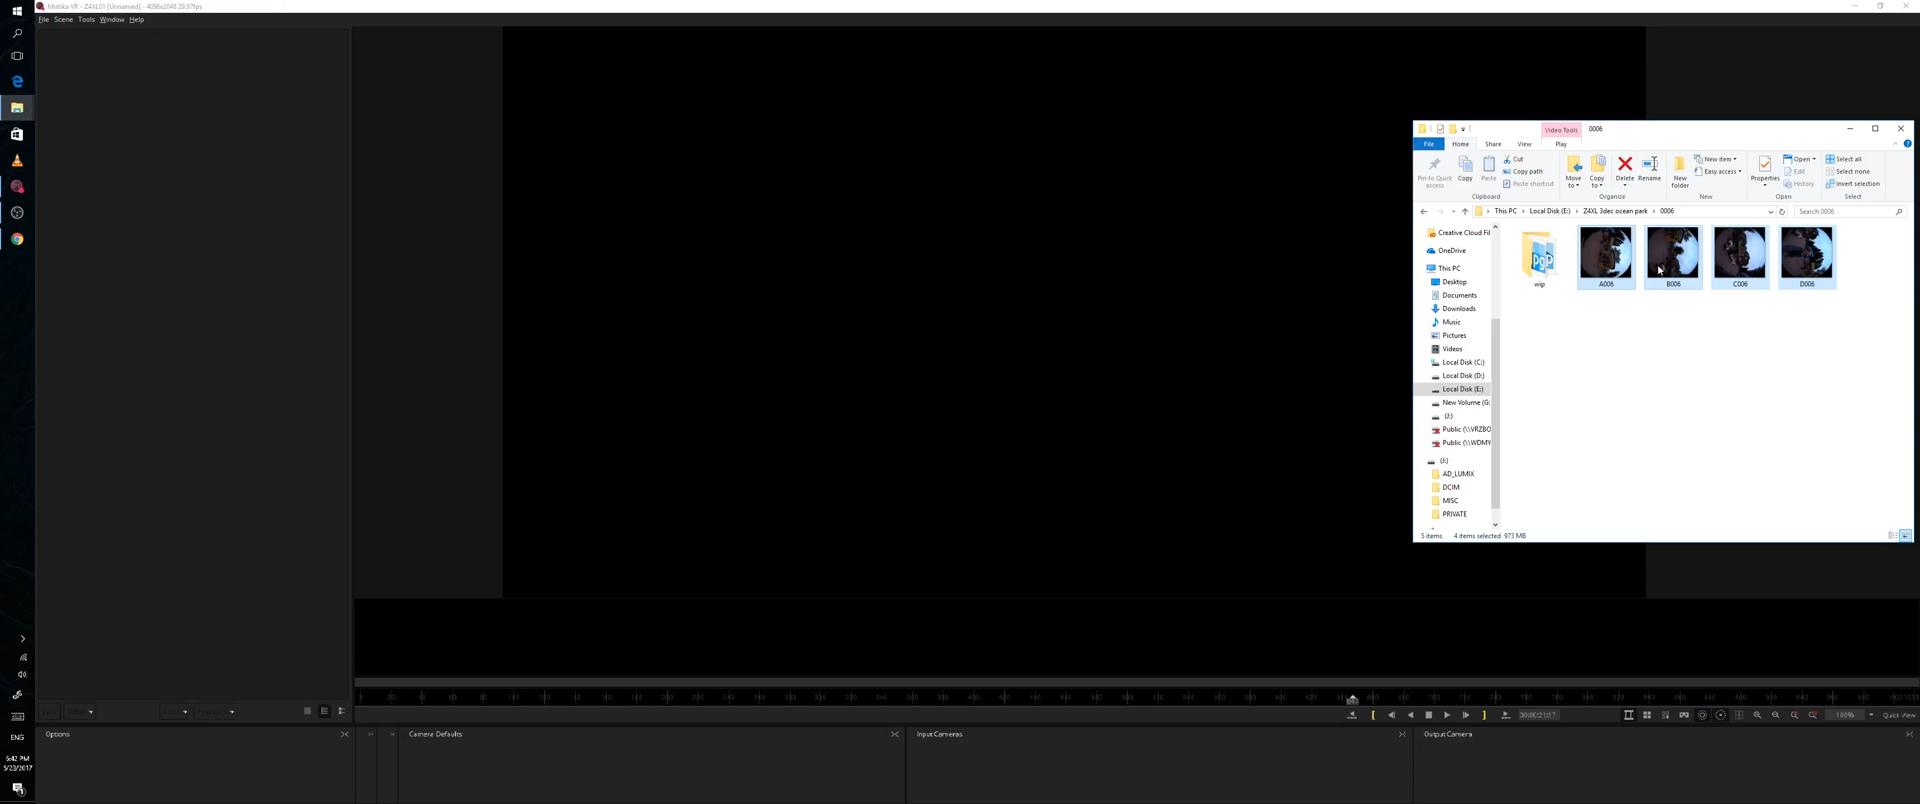 Mistika VR - Z4XL01 [Unnamed] - 4096x2048 29.97fps
File Scene Tools Window Help
Video Tools 0006
File Home Share View Play
Pin to Quick access
Copy
Paste
Cut
Copy path
Paste shortcut
Clipboard
Move to
Copy to
Delete
Rename
Organize
New folder
New item
Easy access
New
Properties
Open
Edit
History
Open
Select all
Select none
Invert selection
Select
This PC > Local Disk (E:) > Z4XL 3dec ocean park > 0006
Search 0006
Creative Cloud Fil
OneDrive
This PC
Desktop
Documents
Downloads
Music
Pictures
Videos
Local Disk (C:)
Local Disk (D:)
Local Disk (E:)
New Volume (G:
(J:)
Public (\\VRZBO
Public (\\WDMY
(J:)
AD_LUMIX
DCIM
MISC
PRIVATE
wip
A006
B006
C006
D006
5 items 4 items selected 973 MB
00:00:21:17
100%
Quick View
Options
Camera Defaults
Input Cameras
Output Camera
ENG
5:42 PM
5/23/2017